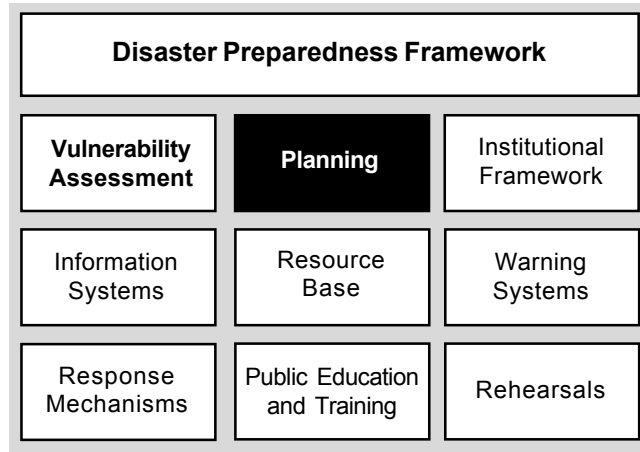 Disaster Preparedness Framework
Vulnerability
Assessment
Planning
Institutional
Framework
Information
Systems
Resource
Base
Warning
Systems
Response
Mechanisms
Public Education
and Training
Rehearsals